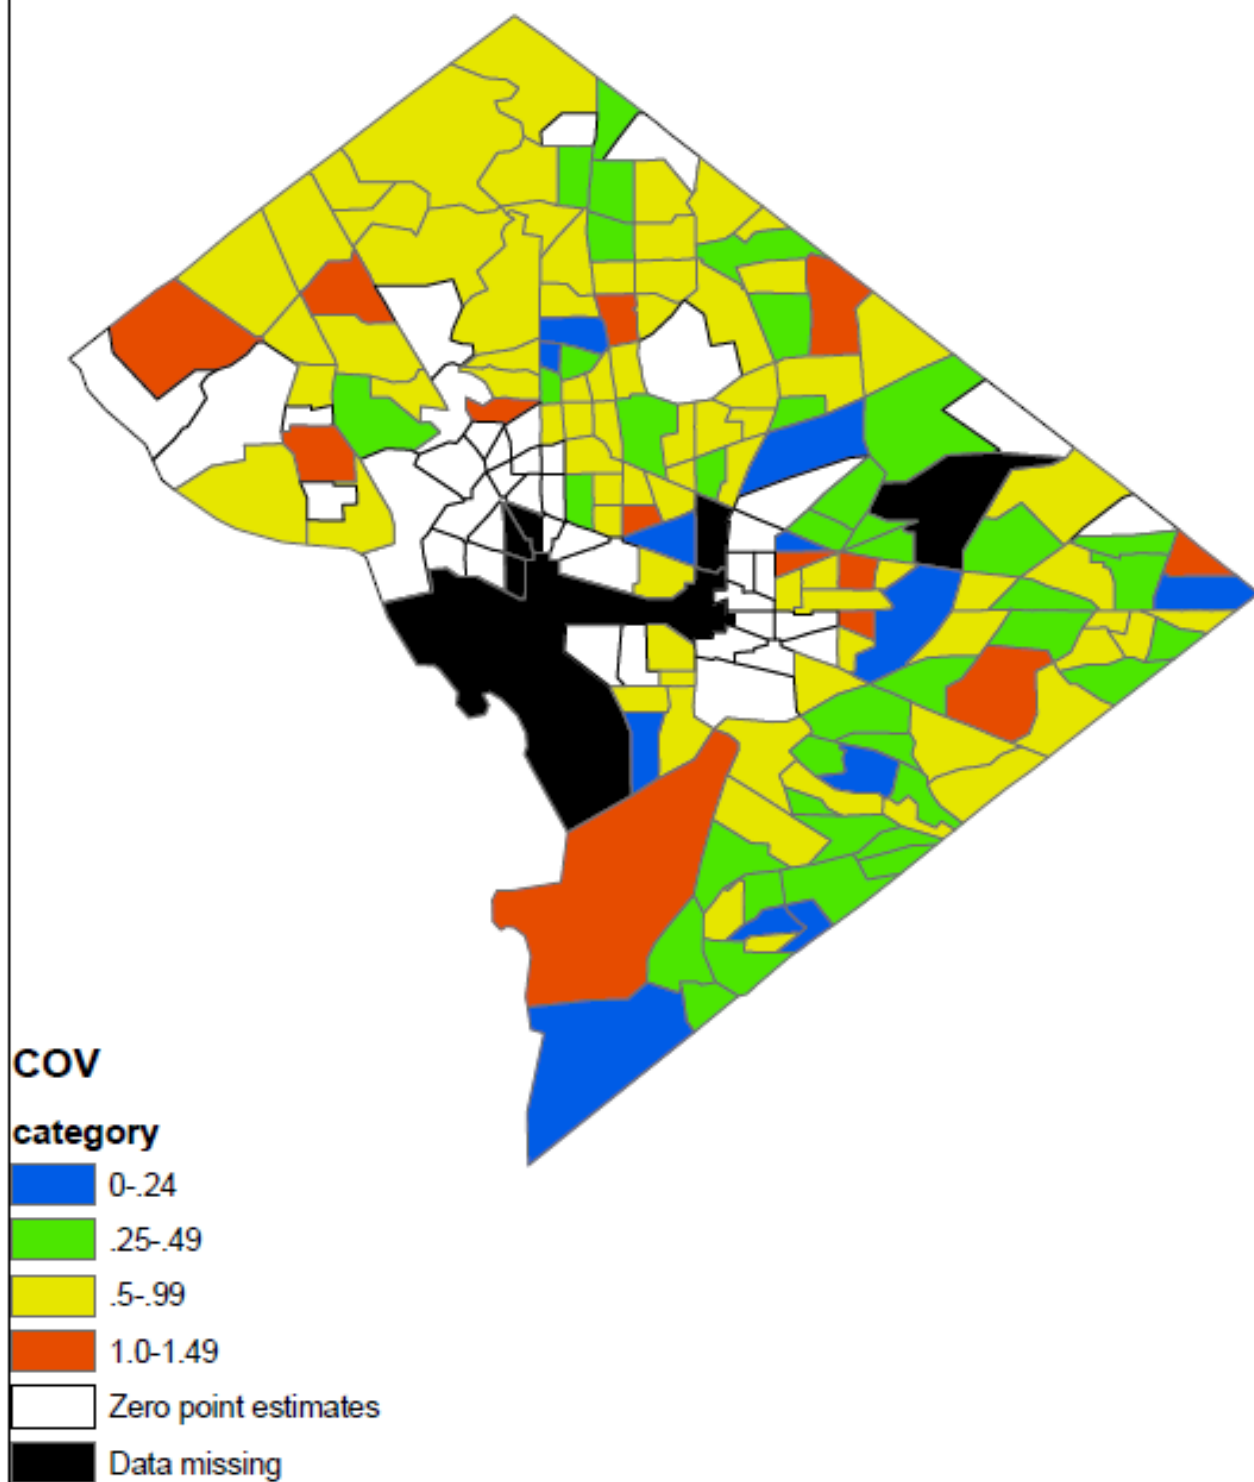 COV
category
0-.24
.25-.49
.5-.99
1.0-1.49
Zero point estimates
Data missing